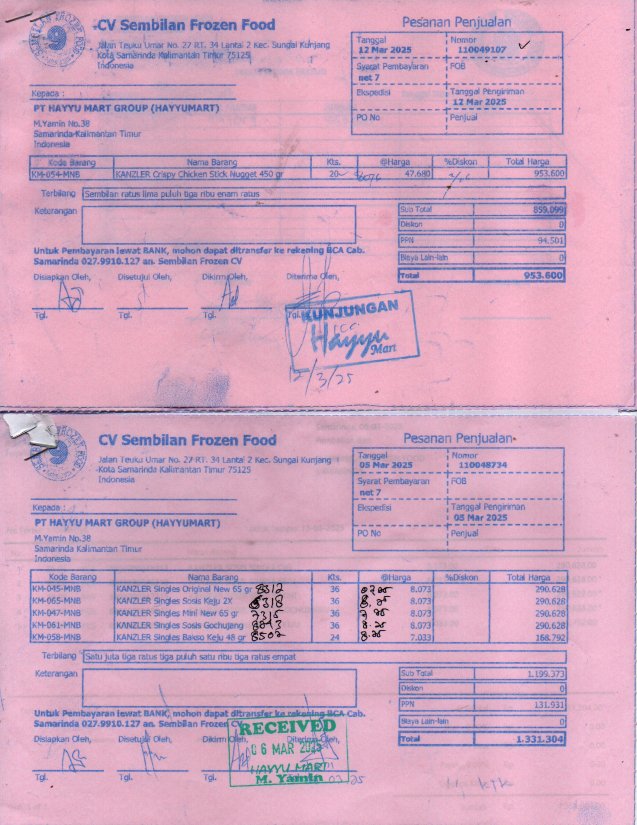 CV Sembilan Frozen Food
Jalan Teuku Umar No. 27 RT. 34 Lantai 2 Kec. Sungai Kunjang
Kota Samarinda Kalimantan Timur 75125
Indonesia
Pesanan Penjualan
Tanggal Nomor
12 Mar 2025 110049107
Syarat Pembayaran FOB
net 7
Ekspedisi Tanggal Pengiriman
12 Mar 2025
PO No Penjual
Kepada :
PT HAYYU MART GROUP (HAYYUMART)
M.Yamin No.38
Samarinda-Kalimantan Timur
Indonesia
Kode Barang Nama Barang Kts. @Harga %Diskon Total Harga
KM-054-MNB KANZLER Crispy Chicken Stick Nugget 450 gr 20 47.680 953.600
Terbilang Sembilan ratus lima puluh tiga ribu enam ratus
Keterangan
Sub Total 859.099
Diskon 0
PPN 94.501
Biaya Lain-lain 0
Total 953.600
Untuk Pembayaran lewat BANK, mohon dapat ditransfer ke rekening BCA Cab.
Samarinda 027.9910.127 an. Sembilan Frozen CV
Disiapkan Oleh, Disetujui Oleh, Dikirim Oleh, Diterima Oleh,
Tgl. Tgl. Tgl. Tgl.
KUNJUNGAN
Hayyu
Mart
12/3/25
CV Sembilan Frozen Food
Jalan Teuku Umar No. 27 RT. 34 Lantai 2 Kec. Sungai Kunjang
Kota Samarinda Kalimantan Timur 75125
Indonesia
Pesanan Penjualan
Tanggal Nomor
05 Mar 2025 110048734
Syarat Pembayaran FOB
net 7
Ekspedisi Tanggal Pengiriman
05 Mar 2025
PO No Penjual
Kepada :
PT HAYYU MART GROUP (HAYYUMART)
M.Yamin No.38
Samarinda Kalimantan Timur
Indonesia
Kode Barang Nama Barang Kts. @Harga %Diskon Total Harga
KM-045-MNB KANZLER Singles Original New 65 gr 36 8.073 290.628
KM-065-MNB KANZLER Singles Sosis Keju 2X 36 8.073 290.628
KM-047-MNB KANZLER Singles Mini New 65 gr 36 8.073 290.628
KM-061-MNB KANZLER Singles Sosis Gochujang 36 8.073 290.628
KM-058-MNB KANZLER Singles Bakso Keju 48 gr 24 7.033 168.792
Terbilang Satu juta tiga ratus tiga puluh satu ribu tiga ratus empat
Keterangan
Sub Total 1.199.373
Diskon 0
PPN 131.931
Biaya Lain-lain 0
Total 1.331.304
Untuk Pembayaran lewat BANK, mohon dapat ditransfer ke rekening BCA Cab.
Samarinda 027.9910.127 an. Sembilan Frozen CV
Disiapkan Oleh, Disetujui Oleh, Dikirim Oleh, Diterima Oleh,
RECEIVED
06 MAR 2025
HAYYU MART
M. Yamin
Tgl. Tgl.